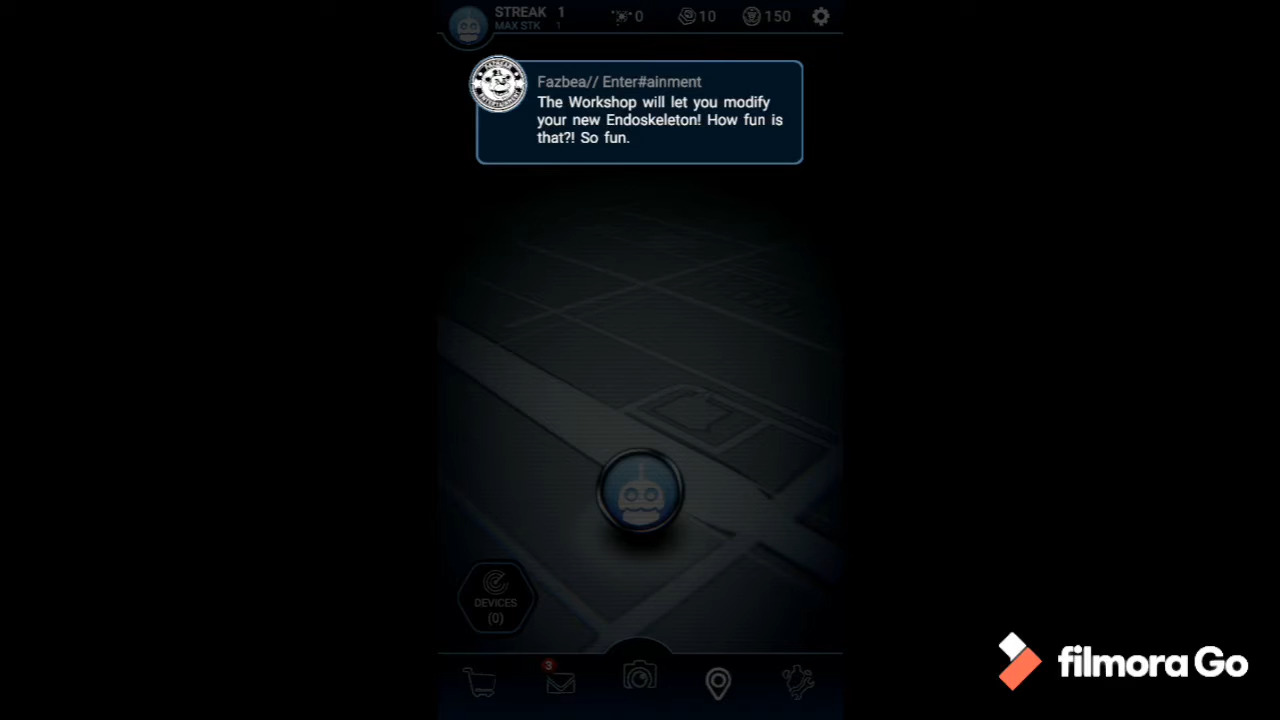 STREAK 1
MAX STK 1
0
10
150
Fazbea// Enter#ainment
The Workshop will let you modify
your new Endoskeleton! How fun is
that?! So fun.
DEVICES
(0)
3
filmora Go